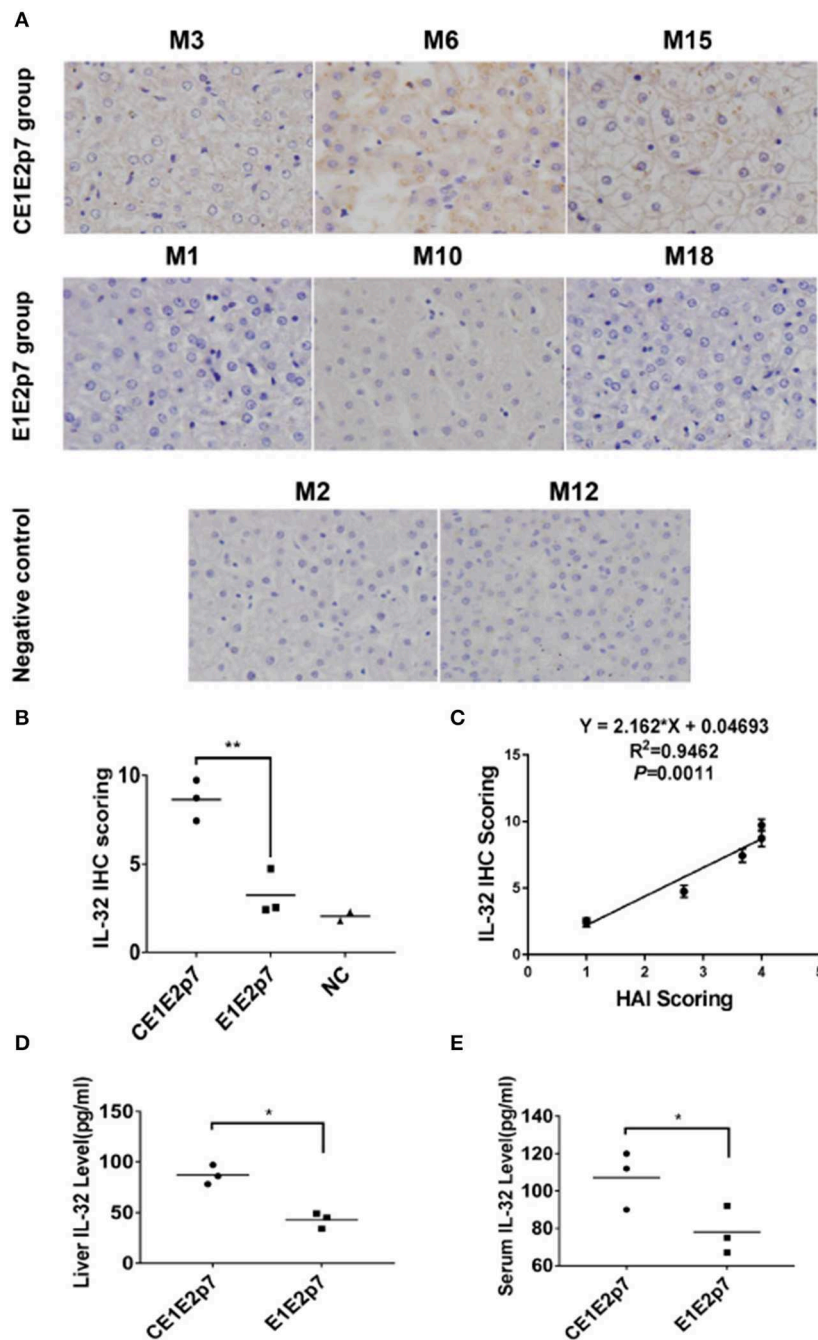 A
M3 M6 M15
CE1E2p7 group
M1 M10 M18
E1E2p7 group
M2 M12
Negative control
B
**
IL-32 IHC scoring
10
5
0
CE1E2p7 E1E2p7 NC
C
Y = 2.162*X + 0.04693
R²=0.9462
P=0.0011
IL-32 IHC Scoring
15
10
5
0
0 1 2 3 4 5
HAI Scoring
D
*
Liver IL-32 Level(pg/ml)
150
100
50
0
CE1E2p7 E1E2p7
E
*
Serum IL-32 Level(pg/ml)
140
120
100
80
60
CE1E2p7 E1E2p7